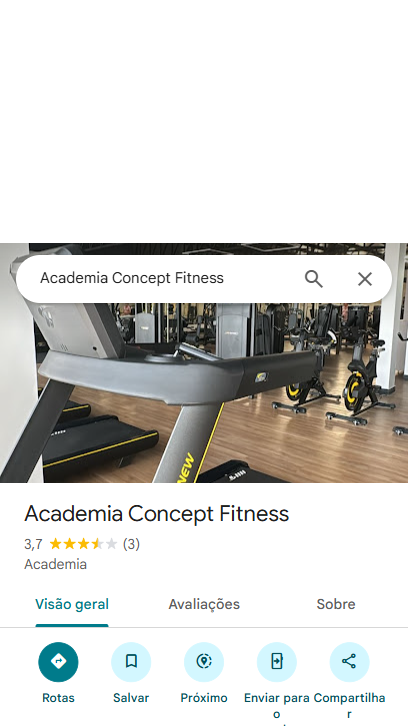 Academia Concept Fitness
NEW
Academia Concept Fitness
3,7 (3)
Academia
Visão geral Avaliações Sobre
Rotas Salvar Próximo Enviar para Compartilha
o r